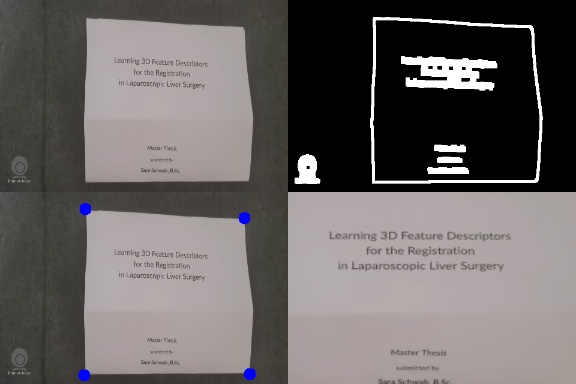 Learning 3D Feature Descriptors
for the Registration
in Laparoscopic Liver Surgery
Master Thesis
submitted by
Sara Schwab, B.Sc.
Learning 3D Feature Descriptors
for the Registration
in Laparoscopic Liver Surgery
Master Thesis
submitted by
Sara Schwab, B.Sc.
Learning 3D Feature Descriptors
for the Registration
in Laparoscopic Liver Surgery
Master Thesis
submitted by
Sara Schwab, B.Sc.